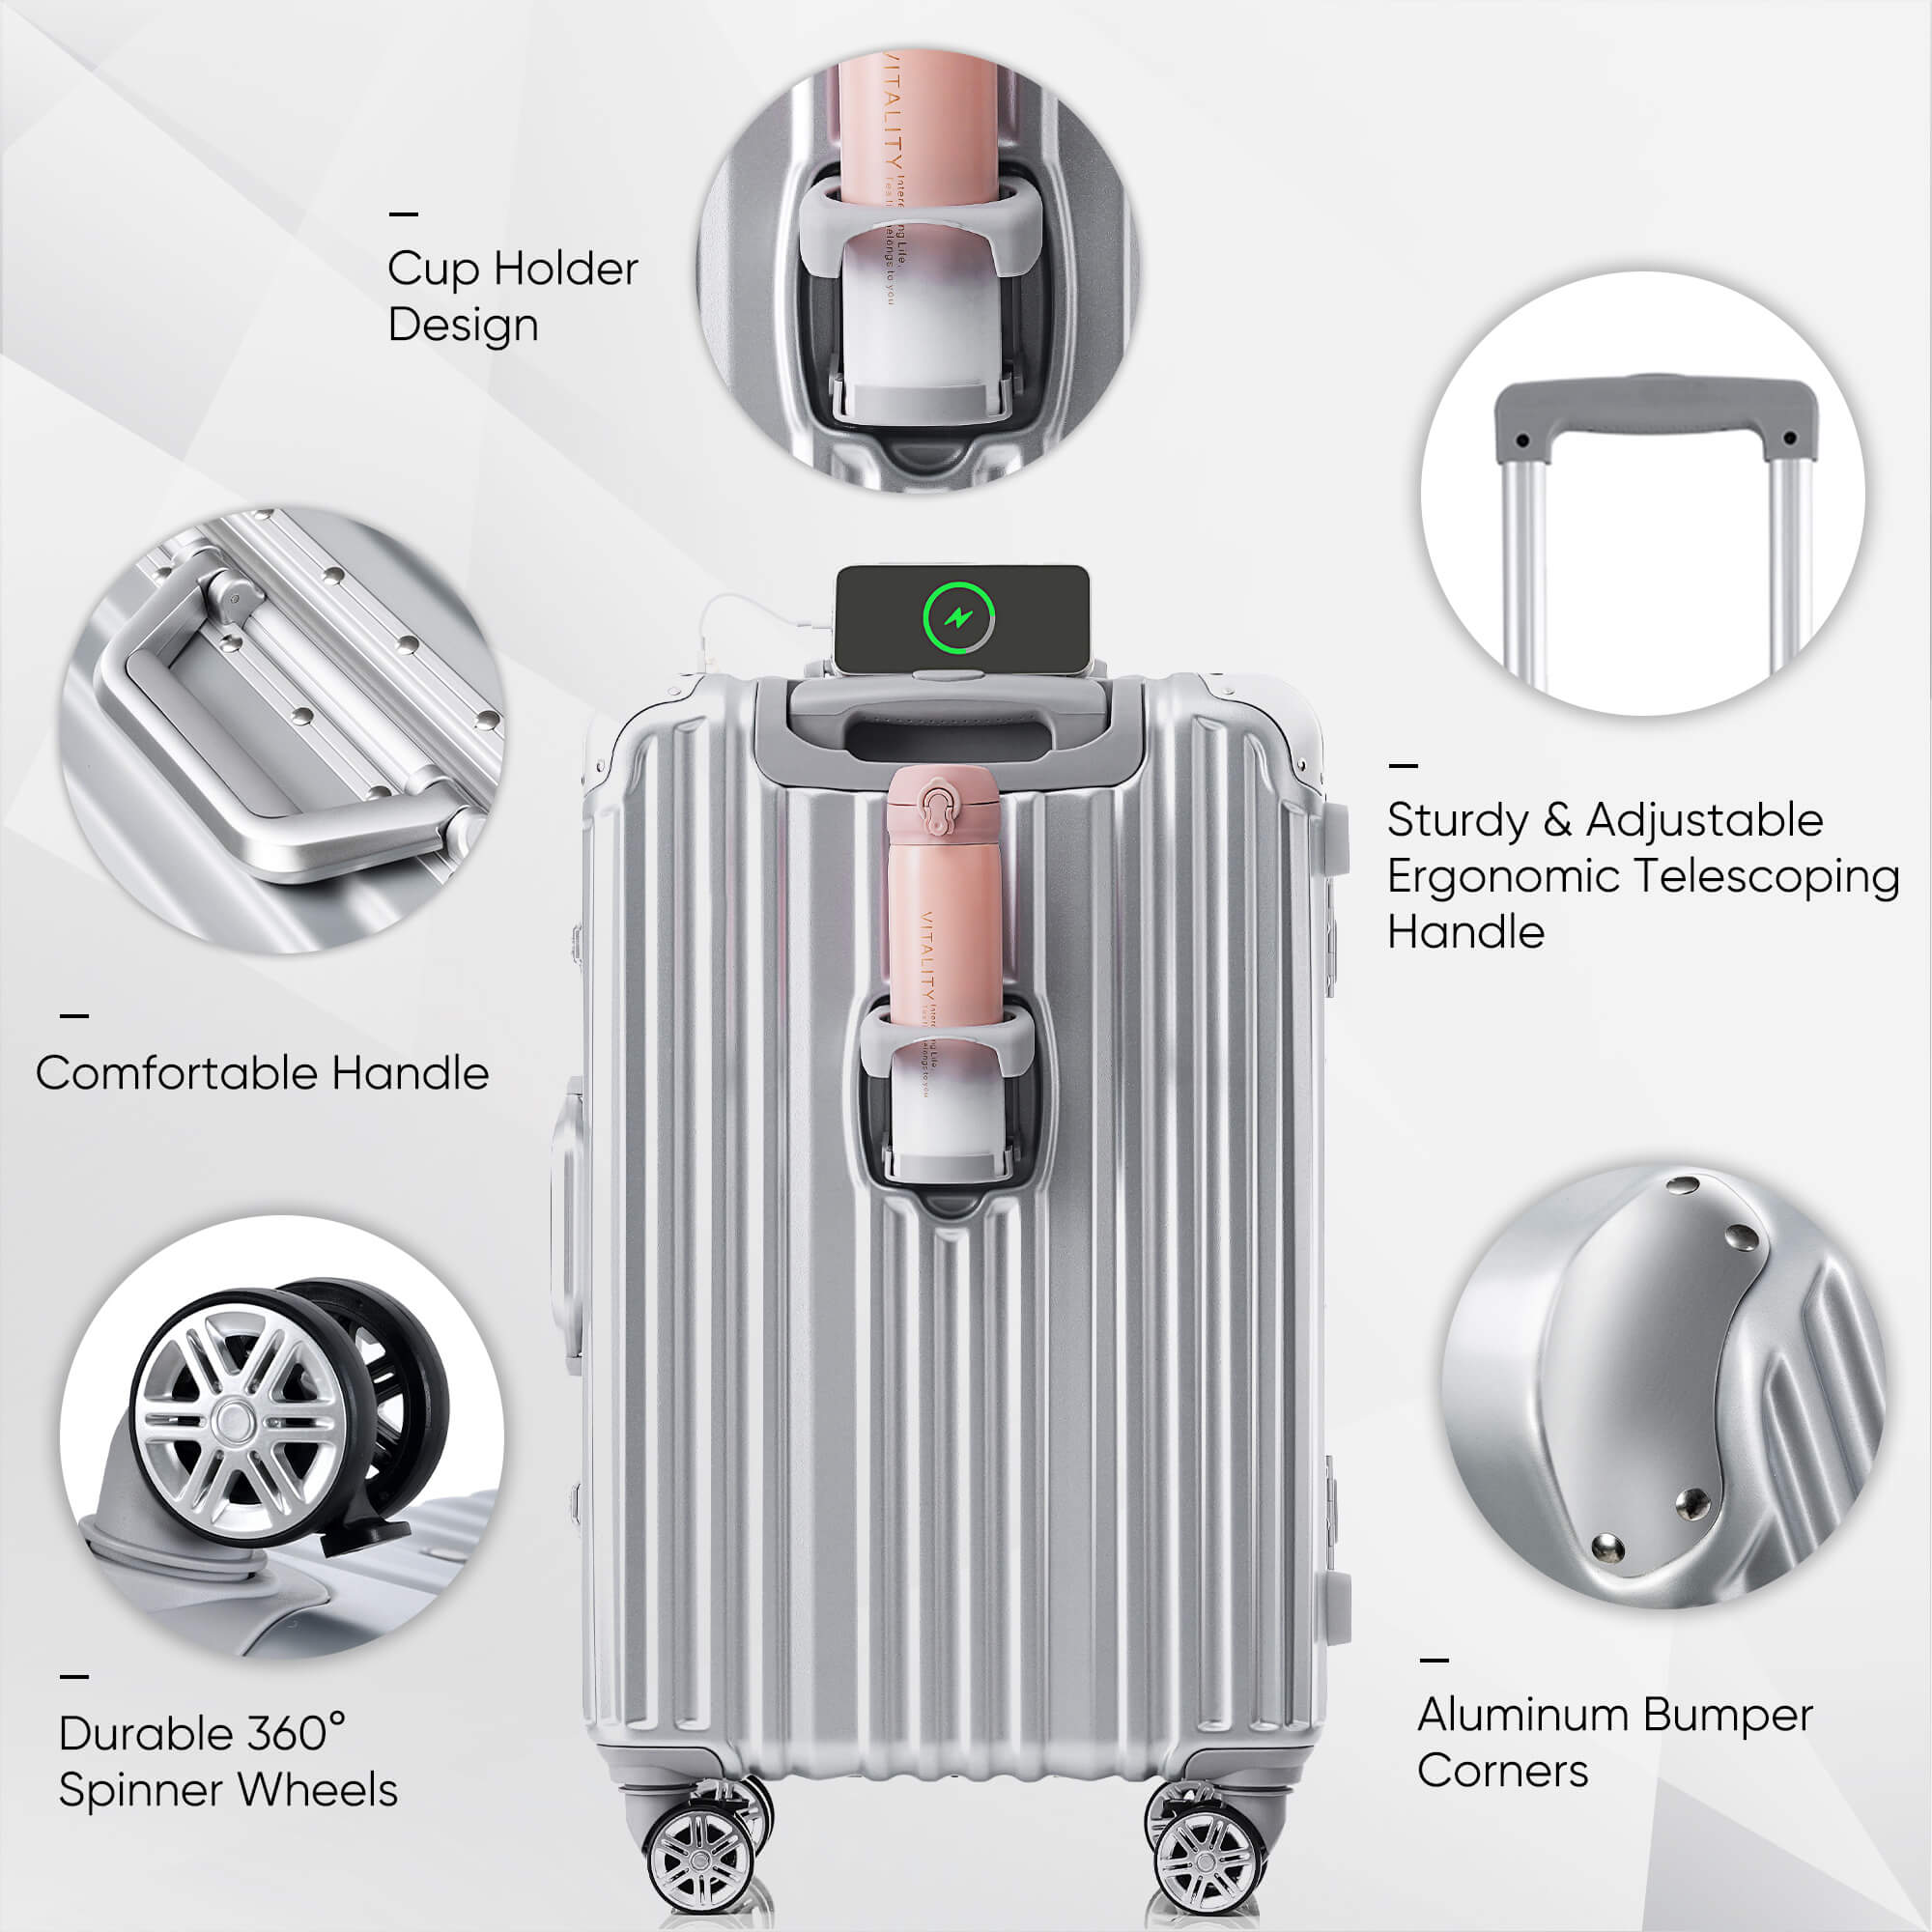 VITALITY
Cup Holder
Design
Sturdy & Adjustable
Ergonomic Telescoping
Handle
VITALITY
Comfortable Handle
Durable 360°
Spinner Wheels
Aluminum Bumper
Corners